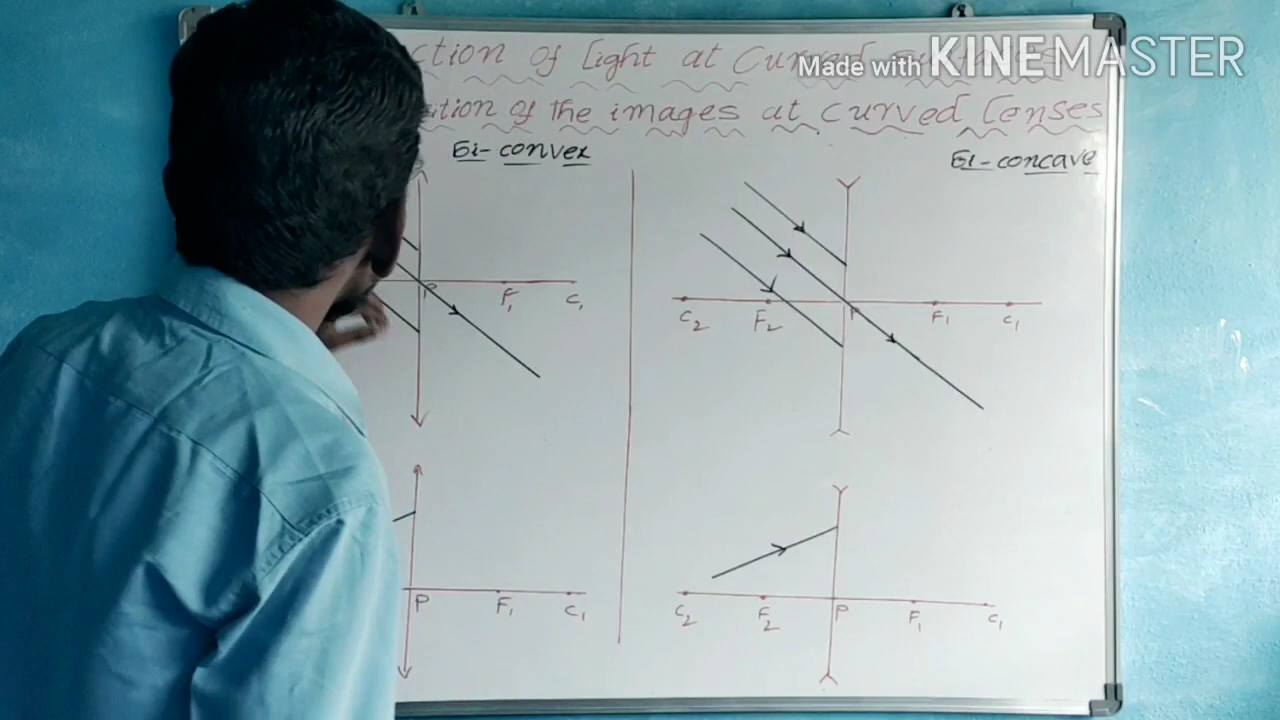 ction of light at Curved
Made with KINEMASTER
ition of the images at curved lenses
Bi-convex
Bi-concave
P F₁ C₁
C₂ F₂ P F₁ C₁
P F₁ C₁
C₂ F₂ P F₁ C₁